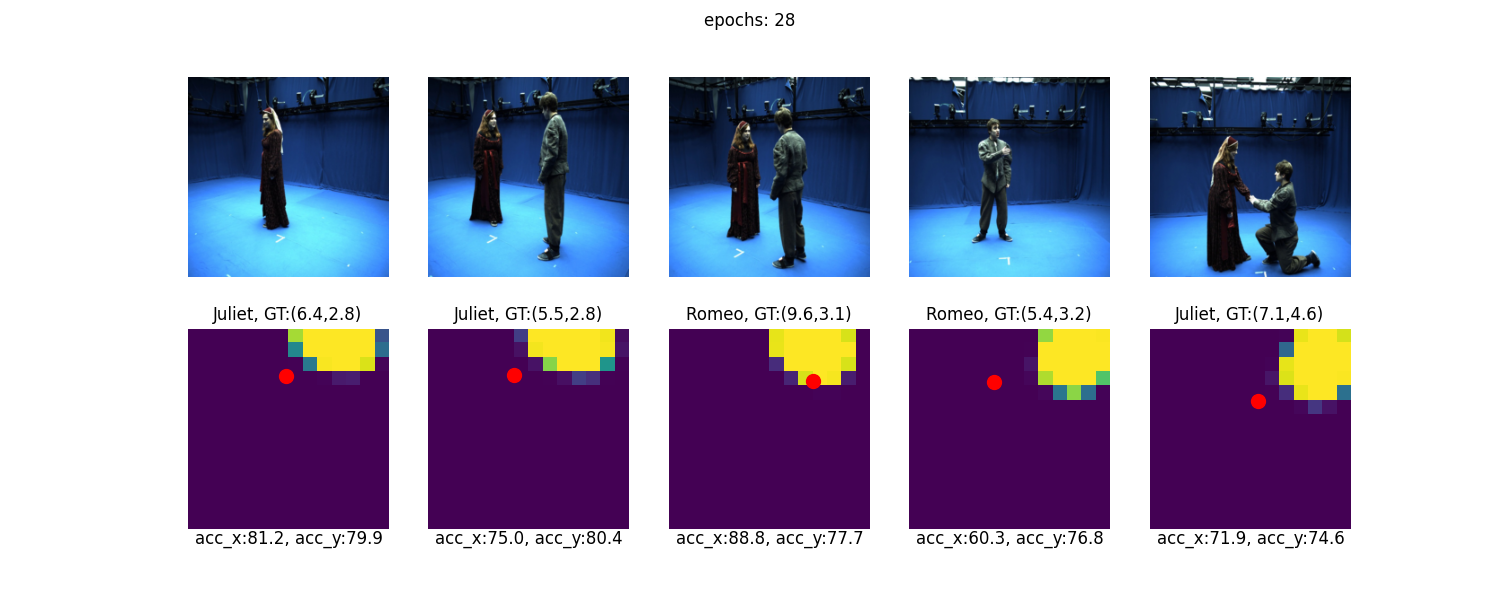 epochs: 28
Juliet, GT:(6.4,2.8)
Juliet, GT:(5.5,2.8)
Romeo, GT:(9.6,3.1)
Romeo, GT:(5.4,3.2)
Juliet, GT:(7.1,4.6)
acc_x:81.2, acc_y:79.9
acc_x:75.0, acc_y:80.4
acc_x:88.8, acc_y:77.7
acc_x:60.3, acc_y:76.8
acc_x:71.9, acc_y:74.6